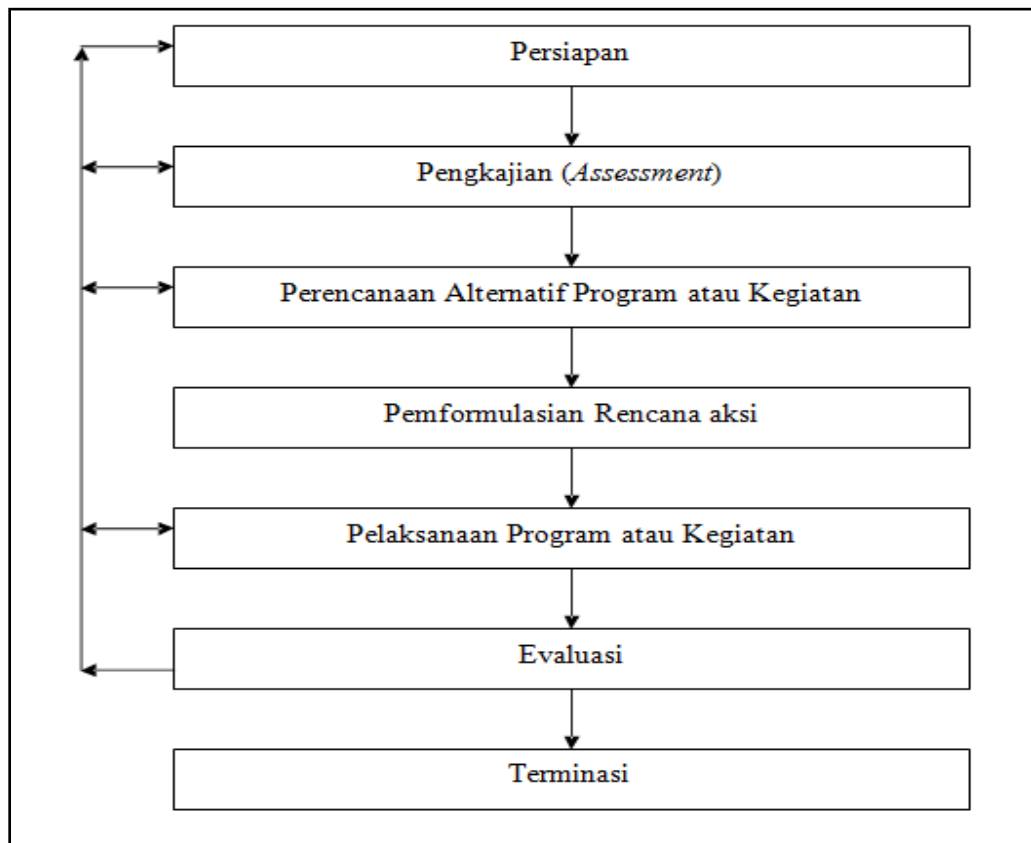 Persiapan
Pengkajian (Assessment)
Perencanaan Alternatif Program atau Kegiatan
Pemformulasian Rencana aksi
Pelaksanaan Program atau Kegiatan
Evaluasi
Terminasi